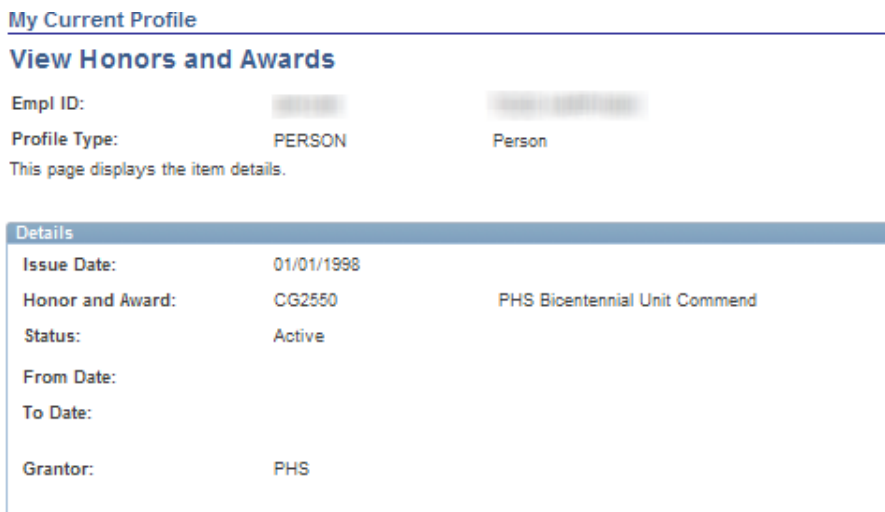 My Current Profile
View Honors and Awards
Empl ID:
Profile Type: PERSON Person
This page displays the item details.
Details
Issue Date: 01/01/1998
Honor and Award: CG2550 PHS Bicentennial Unit Commend
Status: Active
From Date:
To Date:
Grantor: PHS